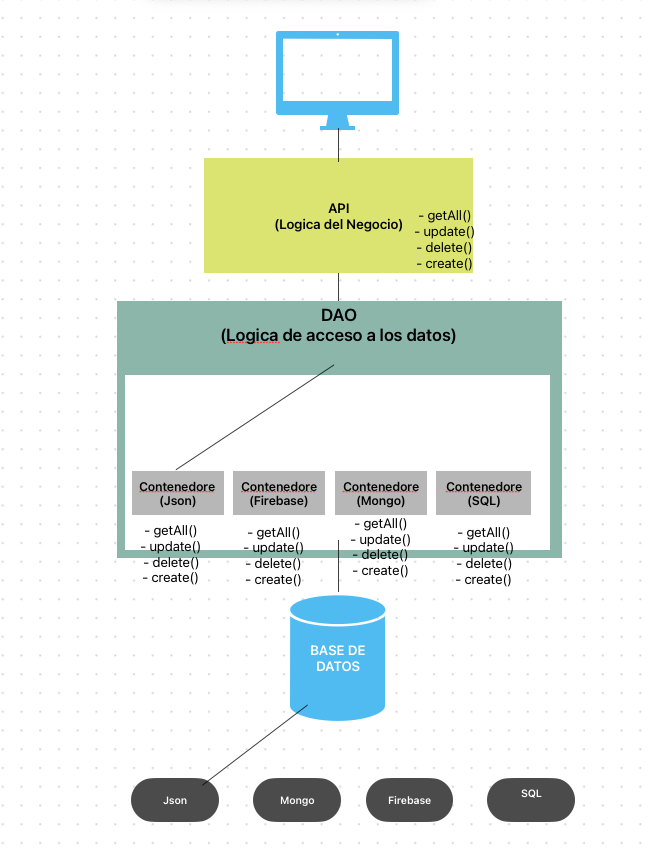 API
(Logica del Negocio)
- getAll()
- update()
- delete()
- create()
DAO
(Logica de acceso a los datos)
Contenedore
(Json)
Contenedore
(Firebase)
Contenedore
(Mongo)
Contenedore
(SQL)
- getAll()
- update()
- delete()
- create()
- getAll()
- update()
- delete()
- create()
- getAll()
- update()
- delete()
- create()
- getAll()
- update()
- delete()
- create()
BASE DE
DATOS
Json
Mongo
Firebase
SQL